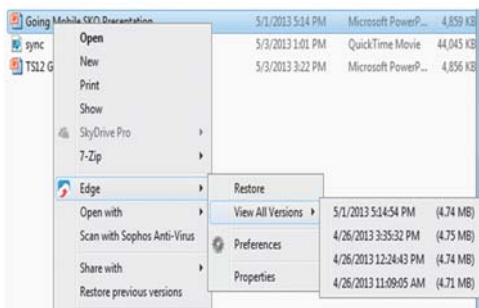 Going Mobile SKO Presentation 5/1/2013 5:14 PM Microsoft PowerP... 4,859 KB
sync 5/3/2013 1:01 PM QuickTime Movie 44,045 KB
TS12 G 5/3/2013 3:22 PM Microsoft PowerP... 4,856 KB
Open
New
Print
Show
SkyDrive Pro
7-Zip
Edge
Open with
Scan with Sophos Anti-Virus
Share with
Restore previous versions
Restore
View All Versions
Preferences
Properties
5/1/2013 5:14:54 PM (4.74 MB)
4/26/2013 3:35:32 PM (4.75 MB)
4/26/2013 12:24:43 PM (4.74 MB)
4/26/2013 11:09:05 AM (4.71 MB)